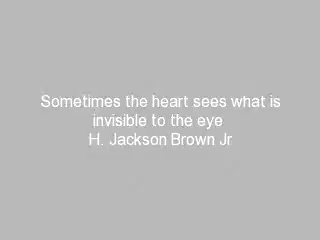 Sometimes the heart sees what is
invisible to the eye
H. Jackson Brown Jr